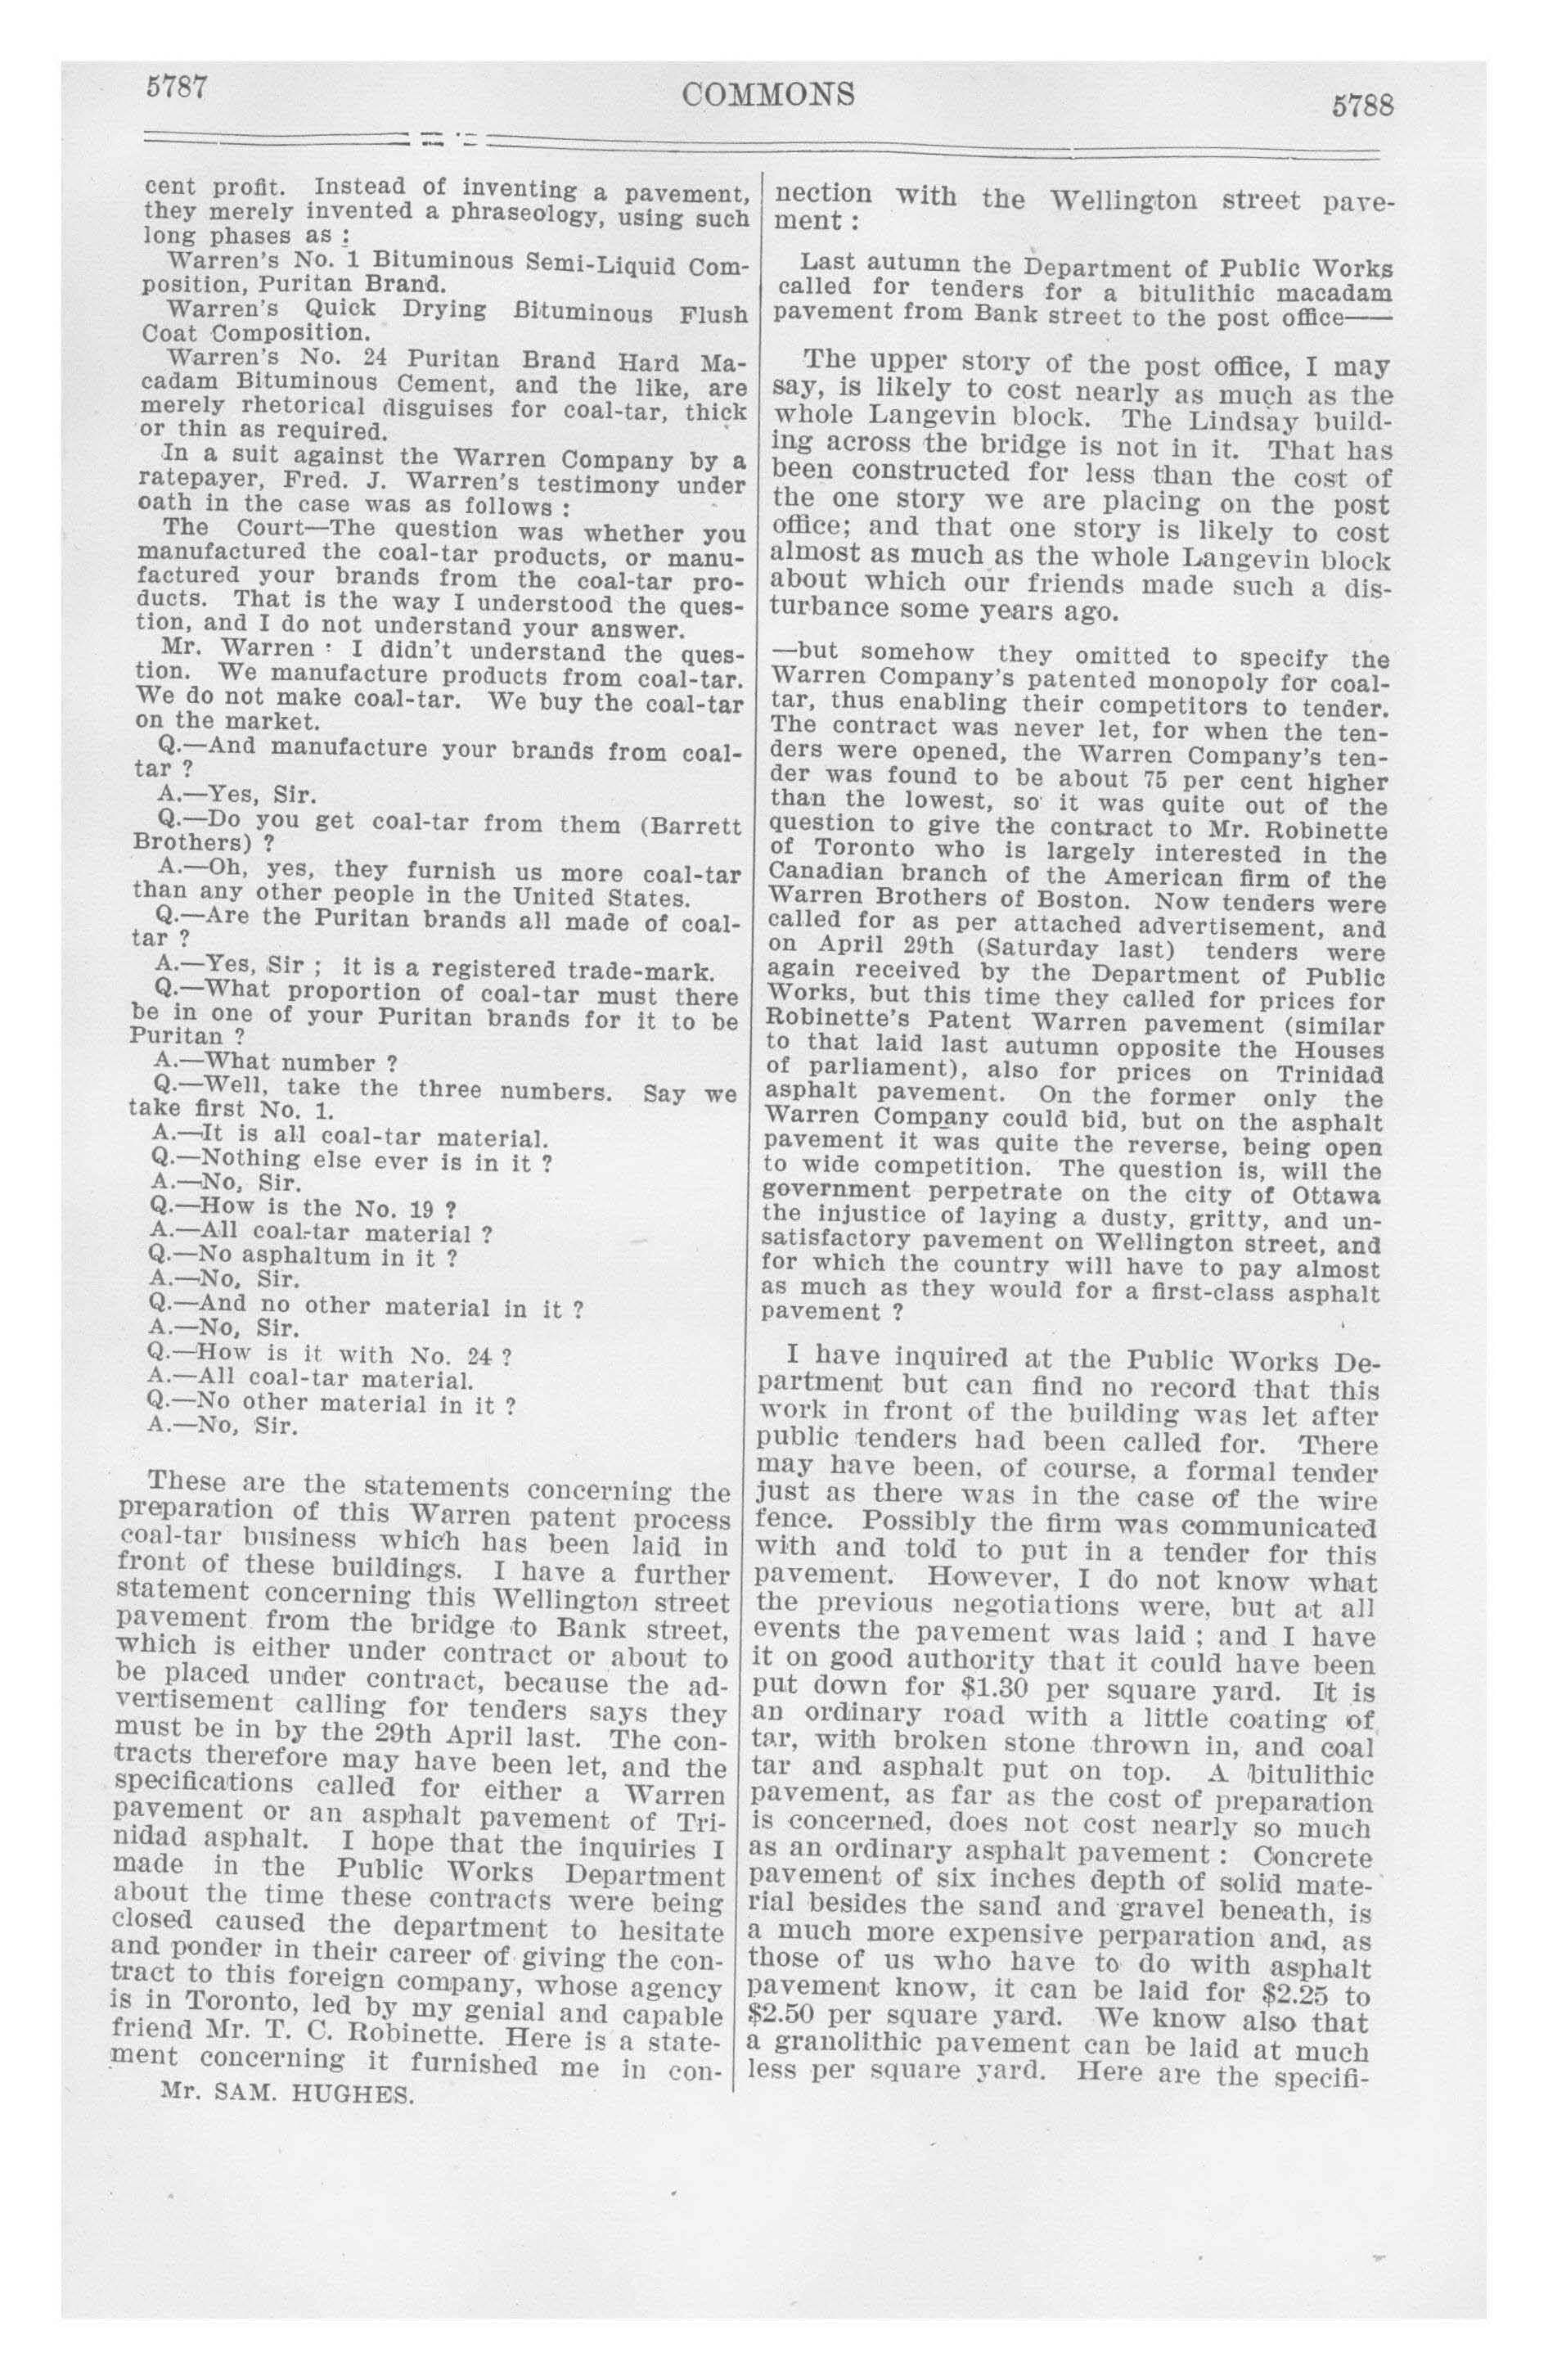 5787
COMMONS
5788
cent profit. Instead of inventing a pavement,
they merely invented a phraseology, using such
long phases as :
Warren's No. 1 Bituminous Semi-Liquid Com-
position, Puritan Brand.
Warren's Quick Drying Bituminous Flush
Coat Composition.
Warren's No. 24 Puritan Brand Hard Ma-
cadam Bituminous Cement, and the like, are
merely rhetorical disguises for coal-tar, thick
or thin as required.
In a suit against the Warren Company by a
ratepayer, Fred. J. Warren's testimony under
oath in the case was as follows :
The Court—The question was whether you
manufactured the coal-tar products, or manu-
factured your brands from the coal-tar pro-
ducts. That is the way I understood the ques-
tion, and I do not understand your answer.
Mr. Warren : I didn't understand the ques-
tion. We manufacture products from coal-tar.
We do not make coal-tar. We buy the coal-tar
on the market.
Q.—And manufacture your brands from coal-
tar ?
A.—Yes, Sir.
Q.—Do you get coal-tar from them (Barrett
Brothers) ?
A.—Oh, yes, they furnish us more coal-tar
than any other people in the United States.
Q.—Are the Puritan brands all made of coal-
tar ?
A.—Yes, Sir ; it is a registered trade-mark.
Q.—What proportion of coal-tar must there
be in one of your Puritan brands for it to be
Puritan ?
A.—What number ?
Q.—Well, take the three numbers. Say we
take first No. 1.
A.—It is all coal-tar material.
Q.—Nothing else ever is in it ?
A.—No, Sir.
Q.—How is the No. 19 ?
A.—All coal-tar material ?
Q.—No asphaltum in it ?
A.—No, Sir.
Q.—And no other material in it ?
A.—No, Sir.
Q.—How is it with No. 24 ?
A.—All coal-tar material.
Q.—No other material in it ?
A.—No, Sir.
These are the statements concerning the
preparation of this Warren patent process
coal-tar business which has been laid in
front of these buildings. I have a further
statement concerning this Wellington street
pavement from the bridge to Bank street,
which is either under contract or about to
be placed under contract, because the ad-
vertisement calling for tenders says they
must be in by the 29th April last. The con-
tracts therefore may have been let, and the
specifications called for either a Warren
pavement or an asphalt pavement of Tri-
nidad asphalt. I hope that the inquiries I
made in the Public Works Department
about the time these contracts were being
closed caused the department to hesitate
and ponder in their career of giving the con-
tract to this foreign company, whose agency
is in Toronto, led by my genial and capable
friend Mr. T. C. Robinette. Here is a state-
ment concerning it furnished me in con-
Mr. SAM. HUGHES.
nection with the Wellington street pave-
ment :
Last autumn the Department of Public Works
called for tenders for a bitulithic macadam
pavement from Bank street to the post office——
The upper story of the post office, I may
say, is likely to cost nearly as much as the
whole Langevin block. The Lindsay build-
ing across the bridge is not in it. That has
been constructed for less than the cost of
the one story we are placing on the post
office; and that one story is likely to cost
almost as much as the whole Langevin block
about which our friends made such a dis-
turbance some years ago.
—but somehow they omitted to specify the
Warren Company's patented monopoly for coal-
tar, thus enabling their competitors to tender.
The contract was never let, for when the ten-
ders were opened, the Warren Company's ten-
der was found to be about 75 per cent higher
than the lowest, so it was quite out of the
question to give the contract to Mr. Robinette
of Toronto who is largely interested in the
Canadian branch of the American firm of the
Warren Brothers of Boston. Now tenders were
called for as per attached advertisement, and
on April 29th (Saturday last) tenders were
again received by the Department of Public
Works, but this time they called for prices for
Robinette's Patent Warren pavement (similar
to that laid last autumn opposite the Houses
of parliament), also for prices on Trinidad
asphalt pavement. On the former only the
Warren Company could bid, but on the asphalt
pavement it was quite the reverse, being open
to wide competition. The question is, will the
government perpetrate on the city of Ottawa
the injustice of laying a dusty, gritty, and un-
satisfactory pavement on Wellington street, and
for which the country will have to pay almost
as much as they would for a first-class asphalt
pavement ?
I have inquired at the Public Works De-
partment but can find no record that this
work in front of the building was let after
public tenders had been called for. There
may have been, of course, a formal tender
just as there was in the case of the wire
fence. Possibly the firm was communicated
with and told to put in a tender for this
pavement. However, I do not know what
the previous negotiations were, but at all
events the pavement was laid ; and I have
it on good authority that it could have been
put down for $1.30 per square yard. It is
an ordinary road with a little coating of
tar, with broken stone thrown in, and coal
tar and asphalt put on top. A bitulithic
pavement, as far as the cost of preparation
is concerned, does not cost nearly so much
as an ordinary asphalt pavement : Concrete
pavement of six inches depth of solid mate-
rial besides the sand and gravel beneath, is
a much more expensive perparation and, as
those of us who have to do with asphalt
pavement know, it can be laid for $2.25 to
$2.50 per square yard. We know also that
a granolithic pavement can be laid at much
less per square yard. Here are the specifi-